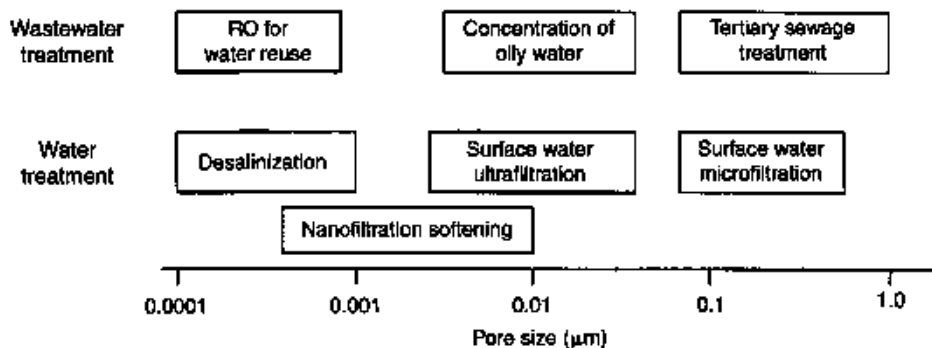 Wastewater
treatment
RO for
water reuse
Concentration of
oily water
Tertiary sewage
treatment
Water
treatment
Desalinization
Surface water
ultrafiltration
Surface water
microfiltration
Nanofiltration softening
0.0001
0.001
0.01
0.1
1.0
Pore size (μm)